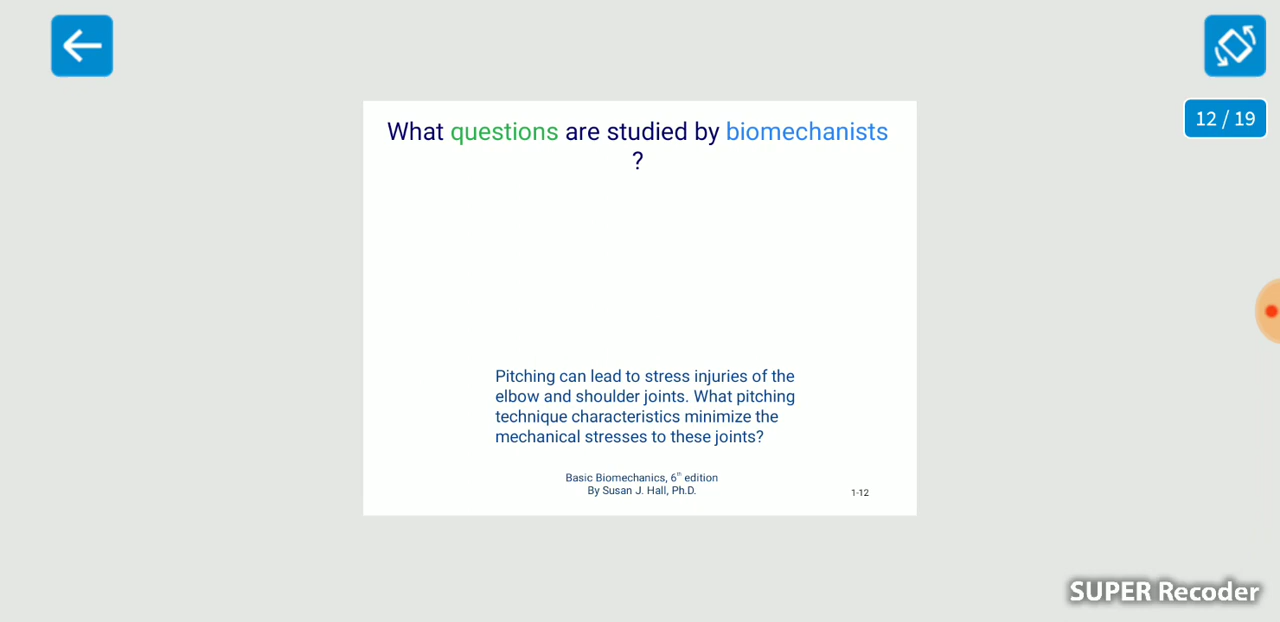 12 / 19
What questions are studied by biomechanists
?
Pitching can lead to stress injuries of the
elbow and shoulder joints. What pitching
technique characteristics minimize the
mechanical stresses to these joints?
Basic Biomechanics, 6th edition
By Susan J. Hall, Ph.D.
1-12
SUPER Recoder